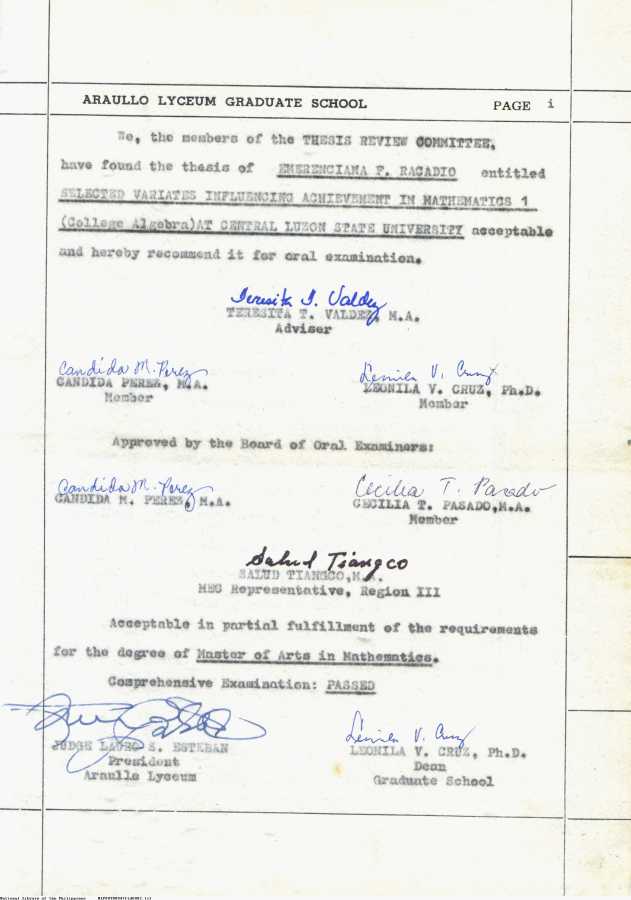 ARAULLO LYCEUM GRADUATE SCHOOL PAGE i
We, the members of the THESIS REVIEW COMMITTEE,
have found the thesis of EMERENCIANA F. RAGADIO entitled
SELECTED VARIATES INFLUENCING ACHIEVEMENT IN MATHEMATICS 1
(College Algebra)AT CENTRAL LUZON STATE UNIVERSITY acceptable
and hereby recommend it for oral examination.
Teresita T. Valdez
TERESITA T. VALDEZ, M.A.
Adviser
Candida M. Perez Leonila V. Cruz
CANDIDA PEREZ, M.A. LEONILA V. CRUZ, Ph.D.
Member Member
Approved by the Board of Oral Examiners:
Candida M. Perez Cecilia T. Pasado
CANDIDA M. PEREZ, M.A. CECILIA T. PASADO,M.A.
Member
Salud Tiangco
SALUD TIANGCO,M.A.
MEC Representative, Region III
Acceptable in partial fulfillment of the requirements
for the degree of Master of Arts in Mathematics.
Comprehensive Examination: PASSED
Leonila V. Cruz
JUDGE LAURO S. ESTEBAN LEONILA V. CRUZ, Ph.D.
President Dean
Araullo Lyceum Graduate School
National Library of the Philippines